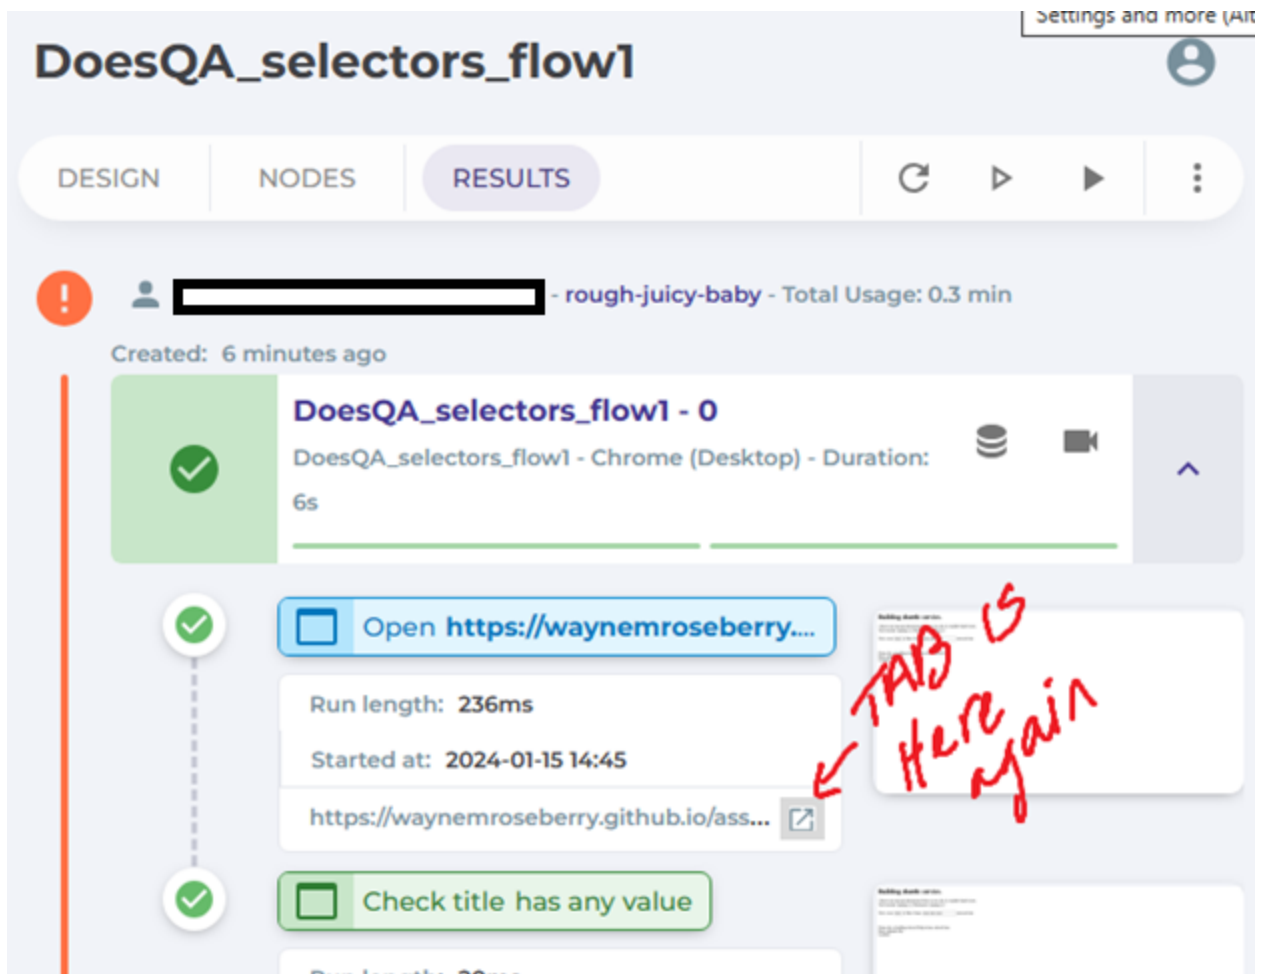 Settings and more (Alt
DoesQA_selectors_flow1
DESIGN
NODES
RESULTS
- rough-juicy-baby - Total Usage: 0.3 min
Created: 6 minutes ago
DoesQA_selectors_flow1 - 0
DoesQA_selectors_flow1 - Chrome (Desktop) - Duration:
6s
Open https://waynemroseberry....
Run length: 236ms
Started at: 2024-01-15 14:45
https://waynemroseberry.github.io/ass...
TAB is
Here
again
Check title has any value